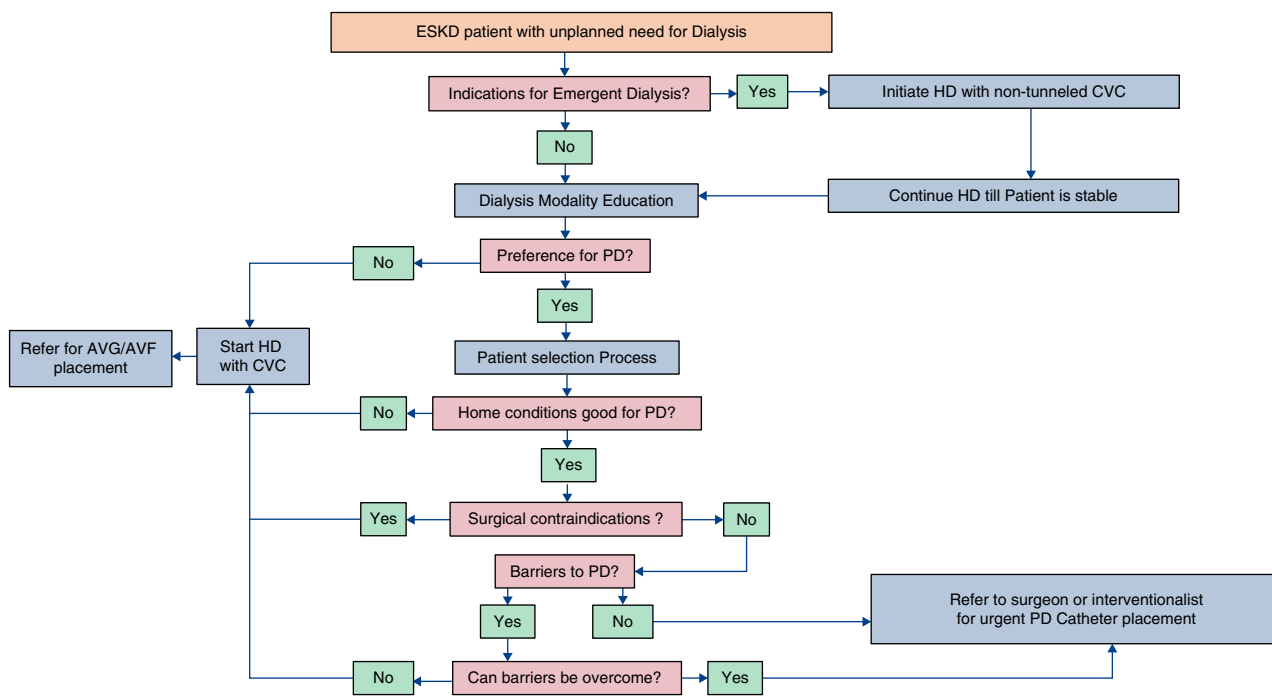 ESKD patient with unplanned need for Dialysis
Indications for Emergent Dialysis?
Yes
Initiate HD with non-tunneled CVC
No
Dialysis Modality Education
Continue HD till Patient is stable
No
Preference for PD?
Yes
Refer for AVG/AVF
placement
Start HD
with CVC
Patient selection Process
No
Home conditions good for PD?
Yes
Yes
Surgical contraindications ?
No
Barriers to PD?
Yes
No
Refer to surgeon or interventionalist
for urgent PD Catheter placement
No
Can barriers be overcome?
Yes